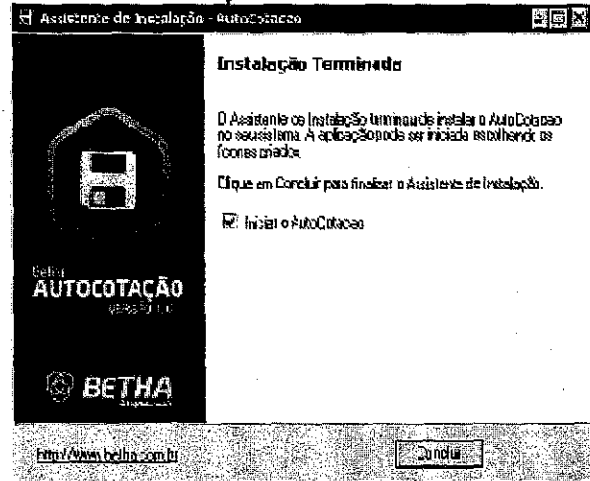 Assistente de Instalação - AutoCotacao
Instalação Terminada
O Assistente de Instalação terminou de instalar o AutoCotacao
no seu sistema. A aplicação pode ser iniciada escolhendo os
ícones criados.
Clique em Concluir para finalizar o Assistente de Instalação.
Iniciar o AutoCotacao
Betha
AUTOCOTAÇÃO
BETHA
http://www.betha.com.br
Concluir